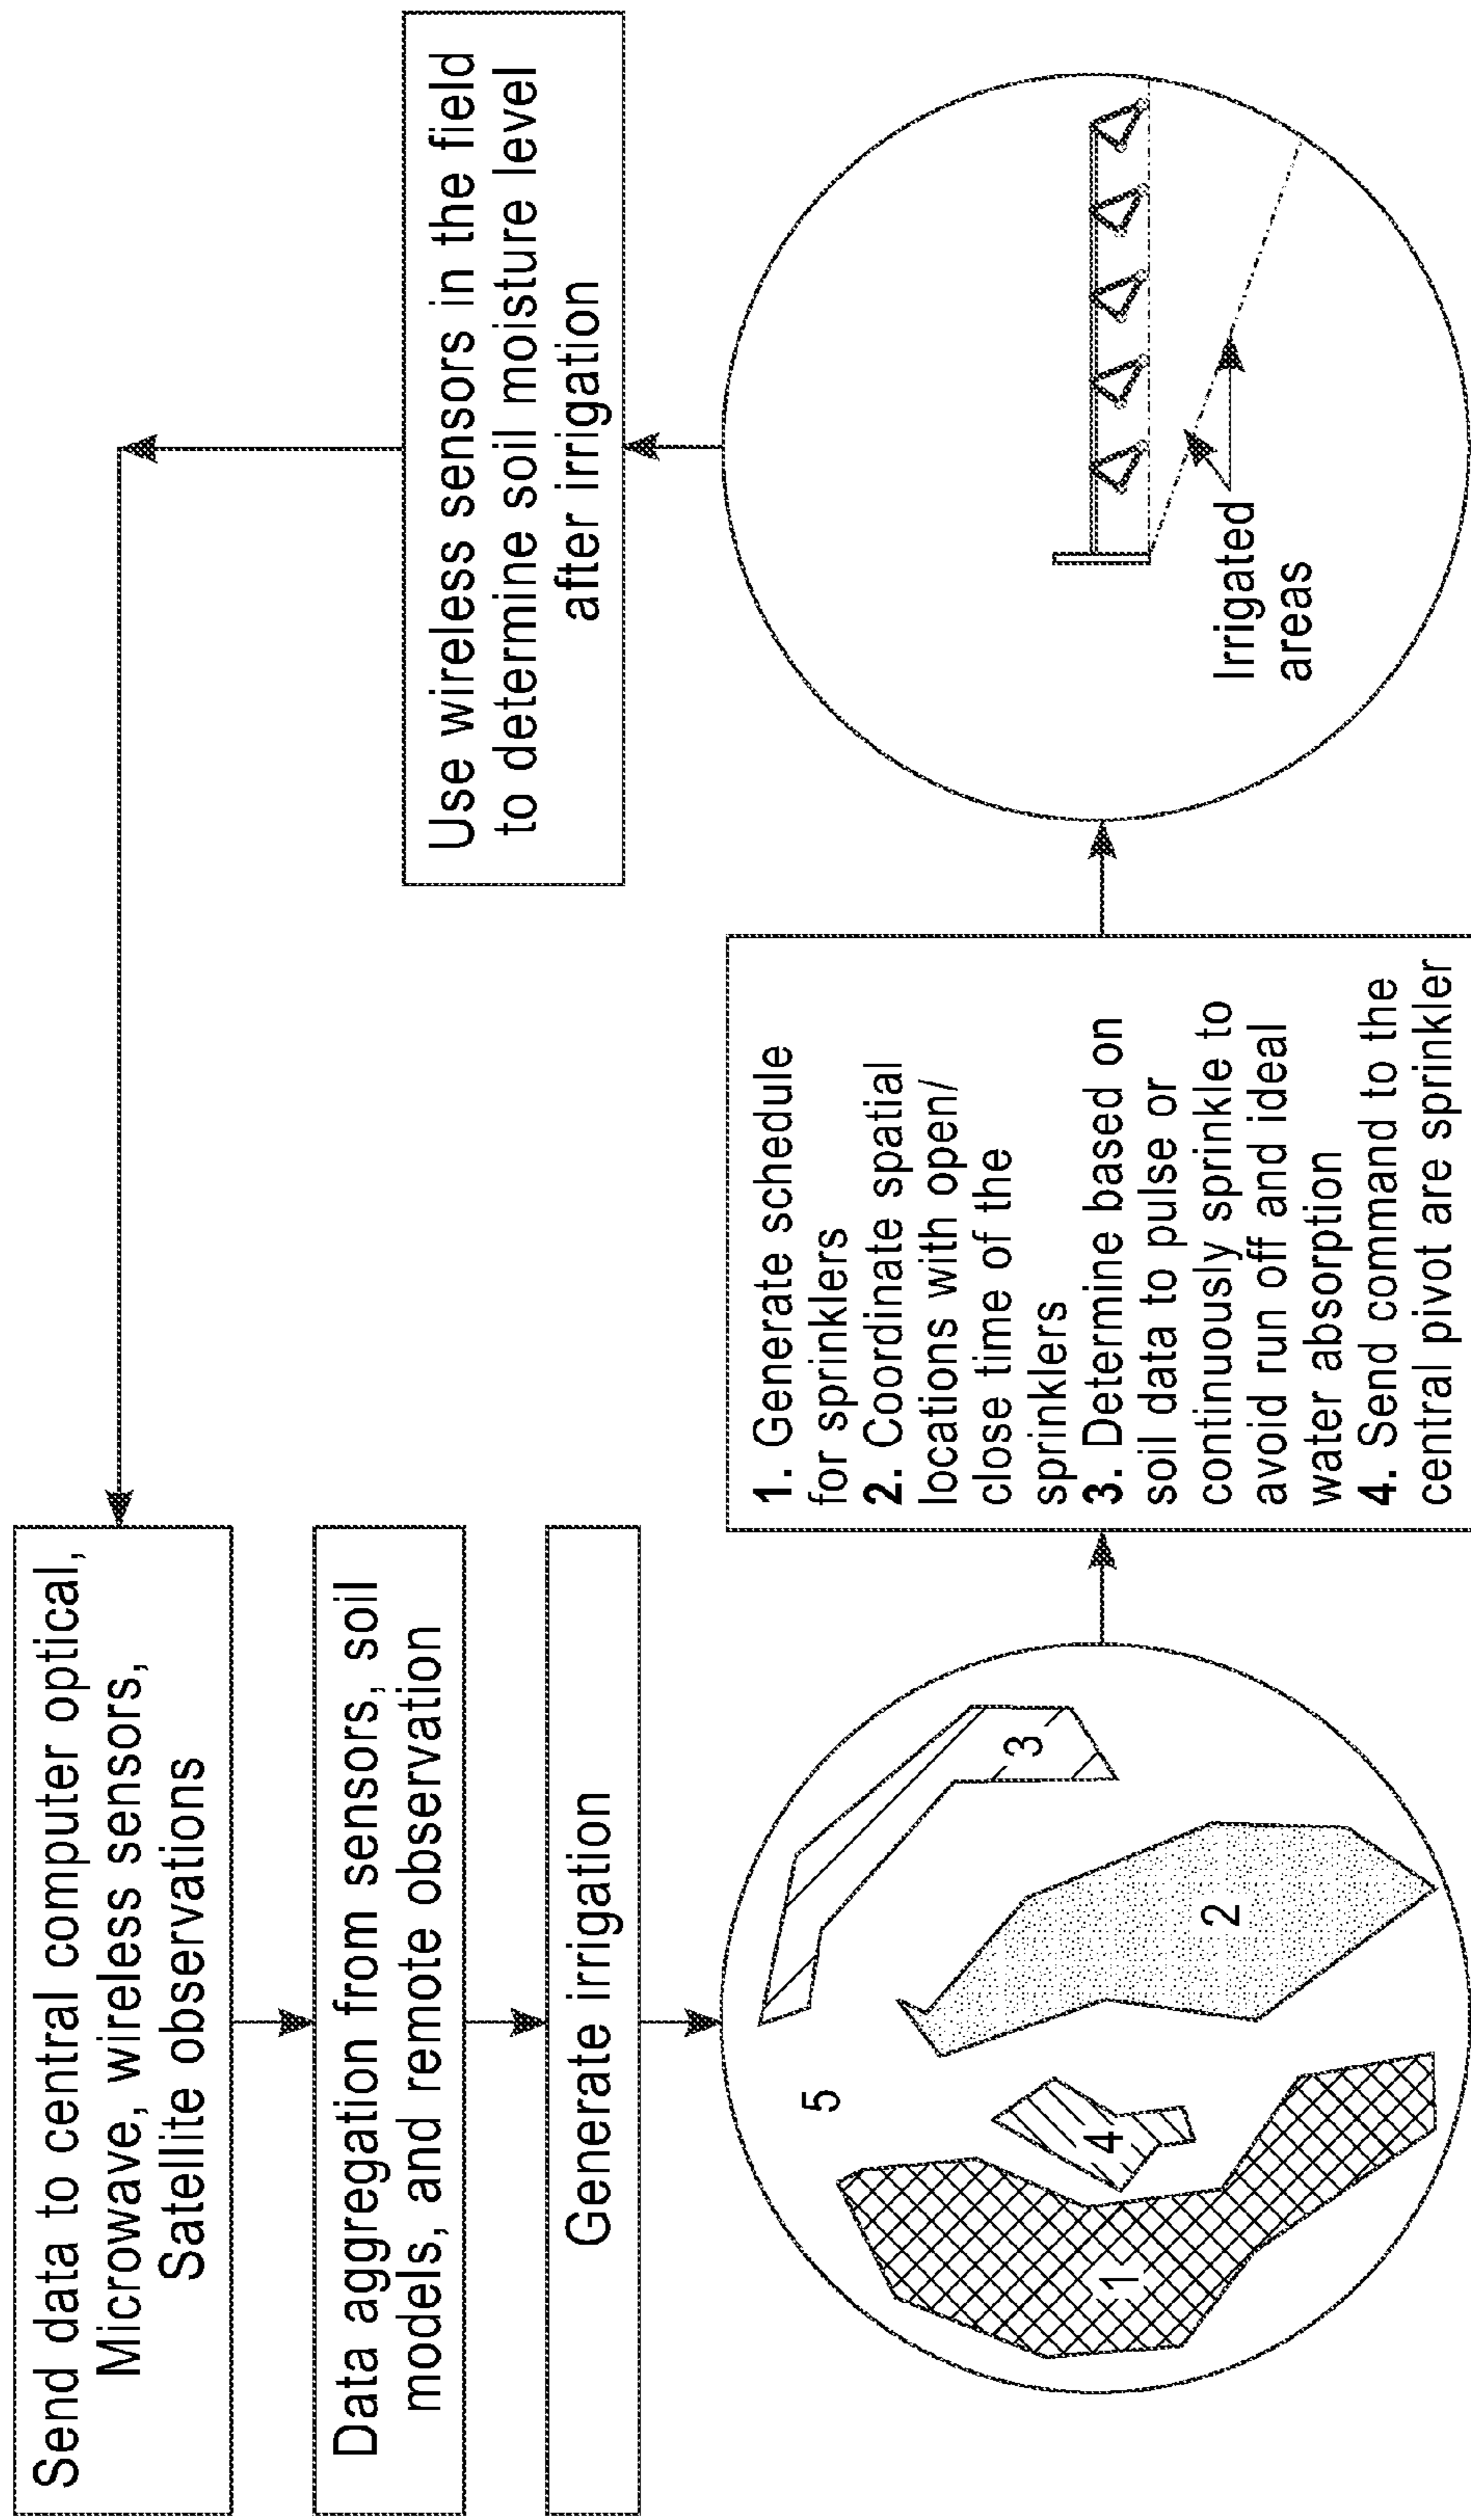 Send data to central computer optical,
Microwave, wireless sensors,
Satellite observations
Data aggregation from sensors, soil
models, and remote observation
Generate irrigation
5
3
4
2
1
1. Generate schedule
for sprinklers
2. Coordinate spatial
locations with open/
close time of the
sprinklers
3. Determine based on
soil data to pulse or
continuously sprinkle to
avoid run off and ideal
water absorption
4. Send command to the
central pivot are sprinkler
Irrigated
areas
Use wireless sensors in the field
to determine soil moisture level
after irrigation